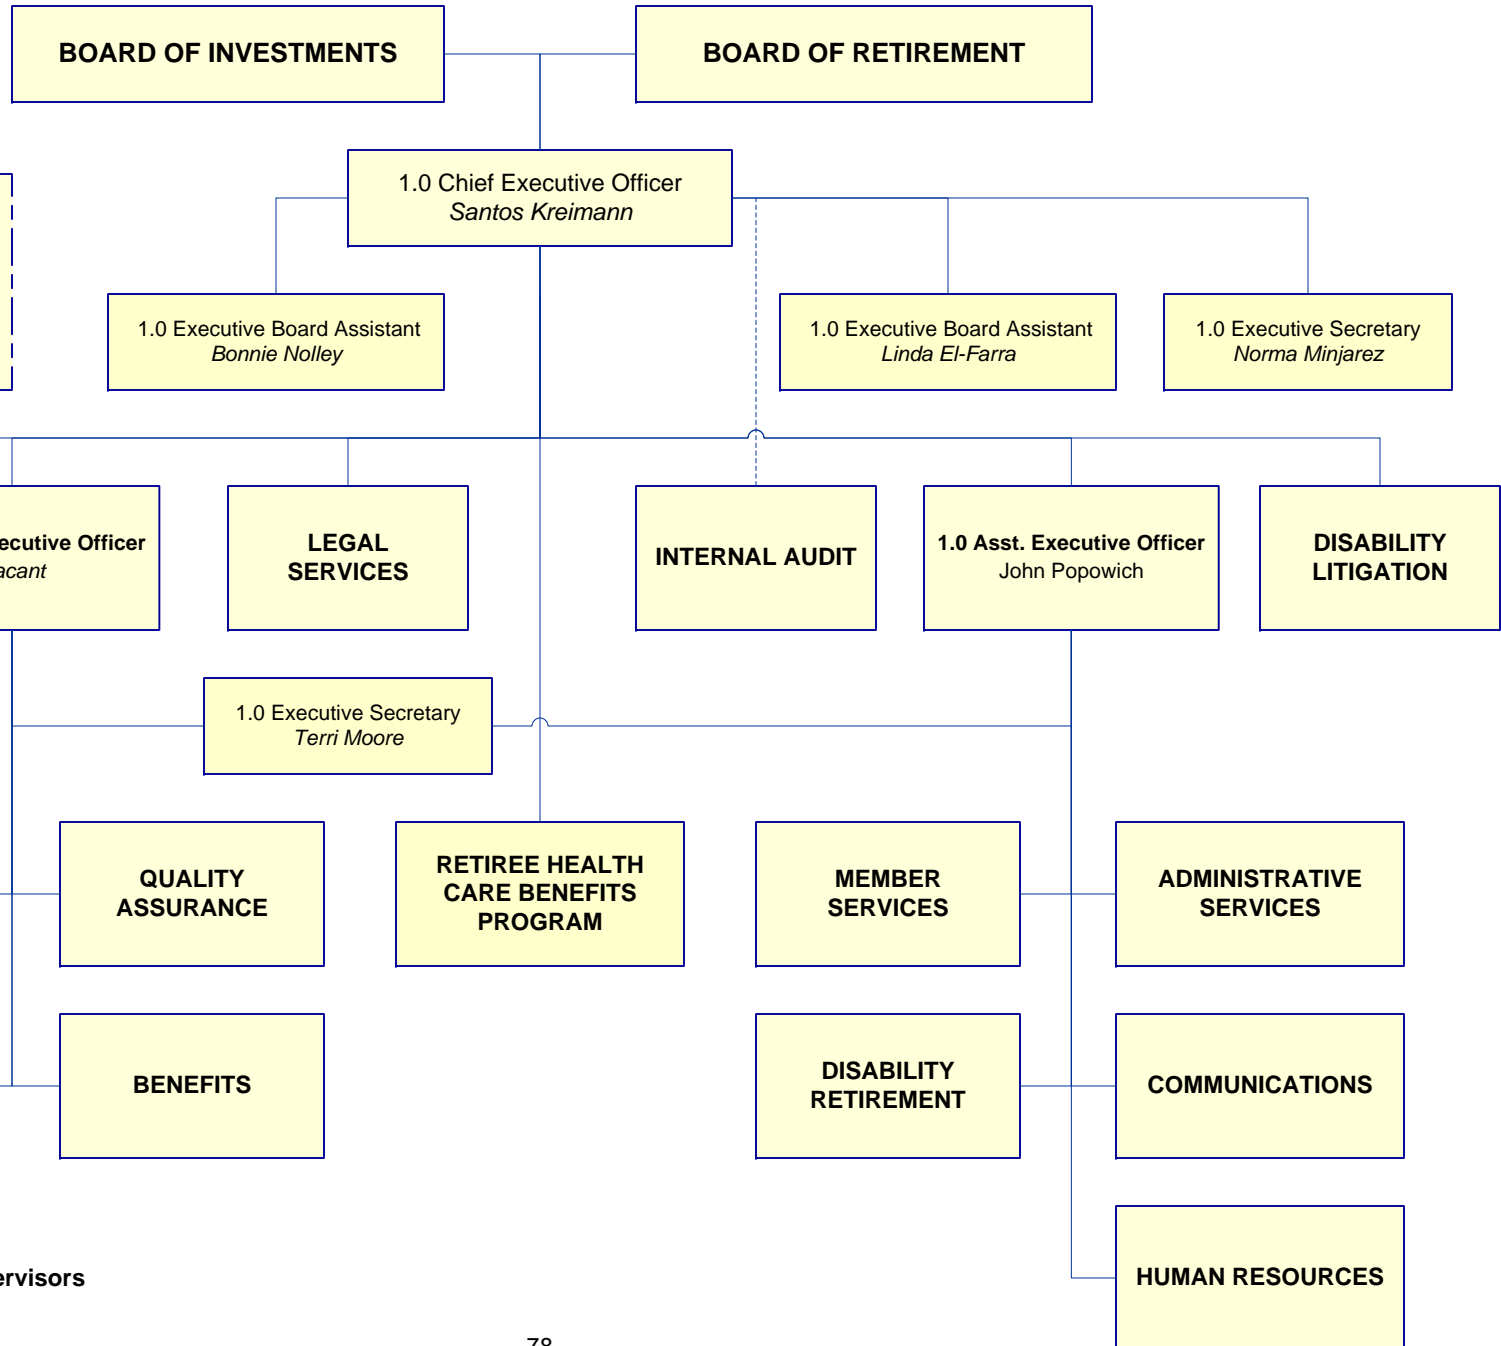 BOARD OF INVESTMENTS
BOARD OF RETIREMENT
1.0 Chief Executive Officer
Santos Kreimann
1.0 Executive Board Assistant
Bonnie Nolley
1.0 Executive Board Assistant
Linda El-Farra
1.0 Executive Secretary
Norma Minjarez
Officer
LEGAL
SERVICES
INTERNAL AUDIT
1.0 Asst. Executive Officer
John Popowich
DISABILITY
LITIGATION
1.0 Executive Secretary
Terri Moore
QUALITY
ASSURANCE
RETIREE HEALTH
CARE BENEFITS
PROGRAM
MEMBER
SERVICES
ADMINISTRATIVE
SERVICES
BENEFITS
DISABILITY
RETIREMENT
COMMUNICATIONS
HUMAN RESOURCES